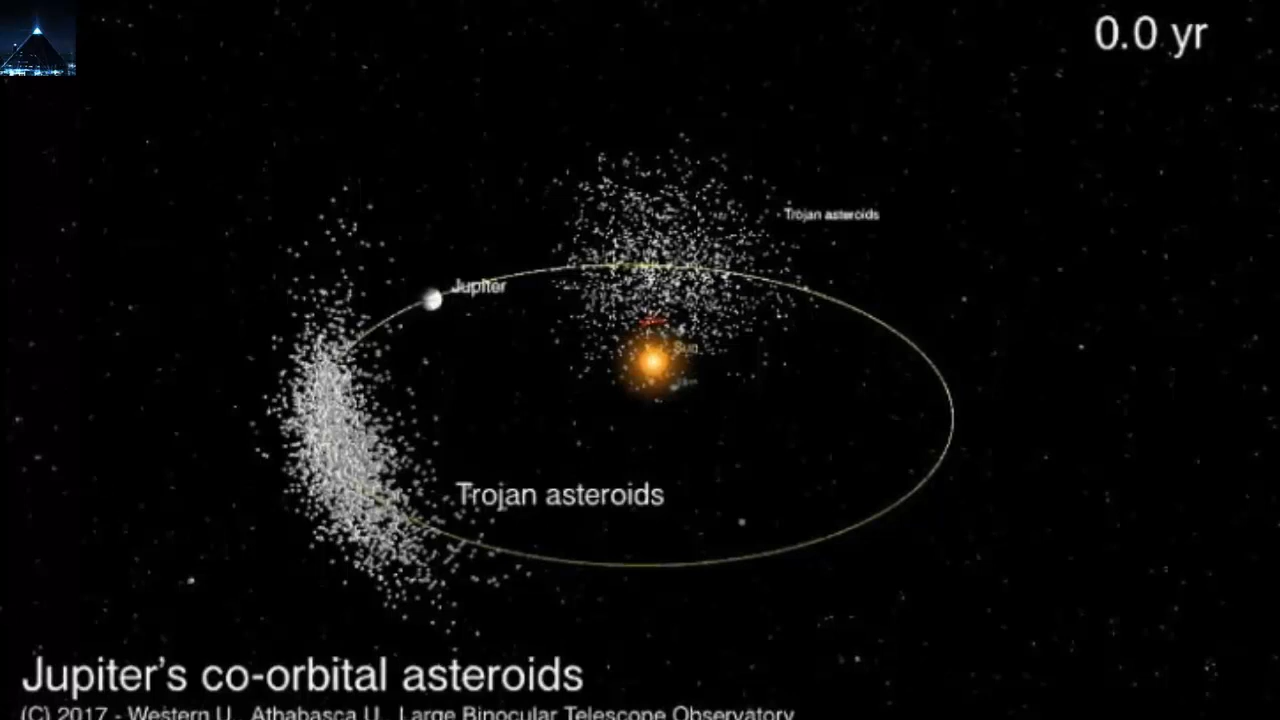 0.0 yr
Trojan asteroids
Jupiter
Sun
Trojan asteroids
Jupiter's co-orbital asteroids
(C) 2017 - Western U., Athabasca U., Large Binocular Telescope Observatory